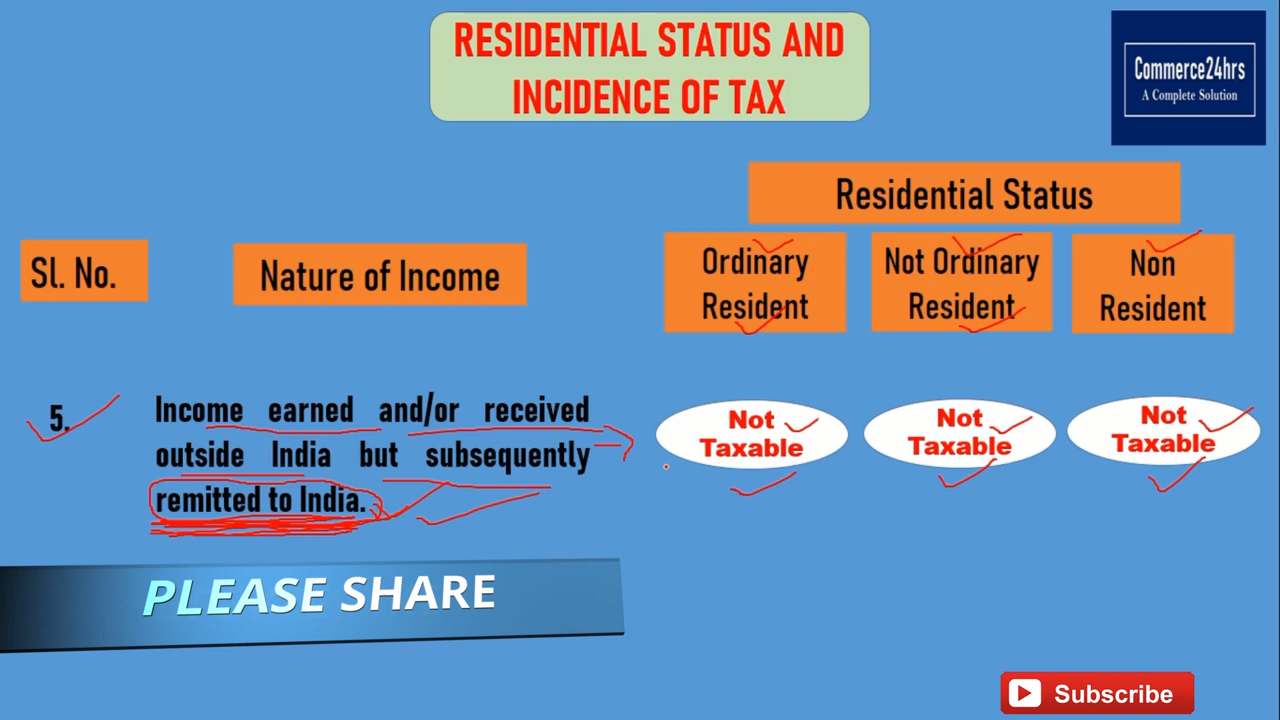 RESIDENTIAL STATUS AND
INCIDENCE OF TAX
Commerce24hrs
A Complete Solution
Residential Status
Sl. No.
Nature of Income
Ordinary
Resident
Not Ordinary
Resident
Non
Resident
5.
Income earned and/or received
outside India but subsequently
remitted to India.
Not
Taxable
Not
Taxable
Not
Taxable
PLEASE SHARE
Subscribe